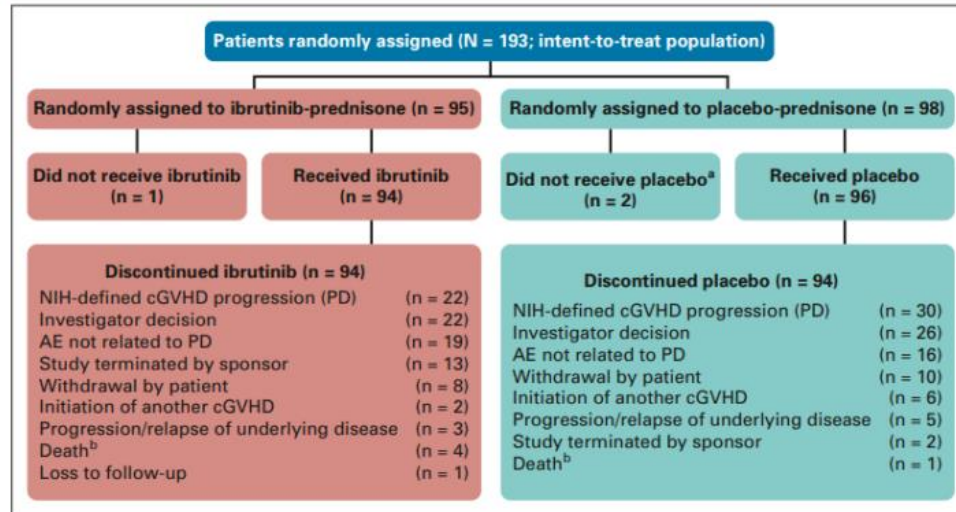 Patients randomly assigned (N = 193; intent-to-treat population)
Randomly assigned to ibrutinib-prednisone (n = 95)
Did not receive ibrutinib
(n = 1)
Received ibrutinib
(n = 94)
Discontinued ibrutinib (n = 94)
NIH-defined cGVHD progression (PD) (n = 22)
Investigator decision (n = 22)
AE not related to PD (n = 19)
Study terminated by sponsor (n = 13)
Withdrawal by patient (n = 8)
Initiation of another cGVHD (n = 2)
Progression/relapse of underlying disease (n = 3)
Deathᵇ (n = 4)
Loss to follow-up (n = 1)
Randomly assigned to placebo-prednisone (n = 98)
Did not receive placeboᵃ
(n = 2)
Received placebo
(n = 96)
Discontinued placebo (n = 94)
NIH-defined cGVHD progression (PD) (n = 30)
Investigator decision (n = 26)
AE not related to PD (n = 16)
Withdrawal by patient (n = 10)
Initiation of another cGVHD (n = 6)
Progression/relapse of underlying disease (n = 5)
Study terminated by sponsor (n = 2)
Deathᵇ (n = 1)